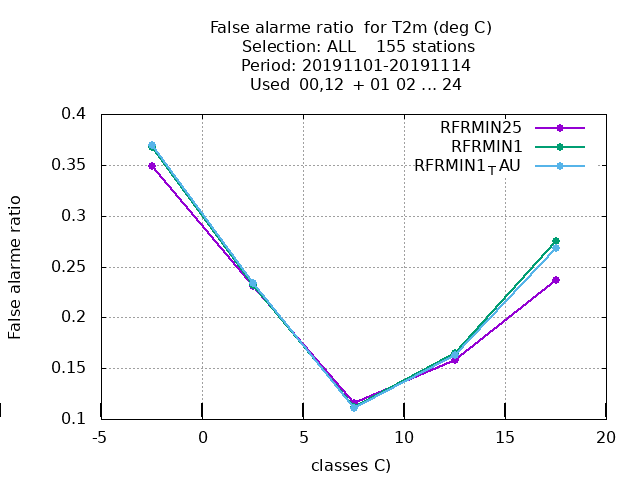 False alarme ratio  for T2m (deg C)
Selection: ALL    155 stations
Period: 20191101-20191114
Used  00,12  + 01 02 ... 24
RFRMIN25
RFRMIN1
RFRMIN1TAU
False alarme ratio
0.4
0.35
0.3
0.25
0.2
0.15
0.1
-5 0 5 10 15 20
classes C)